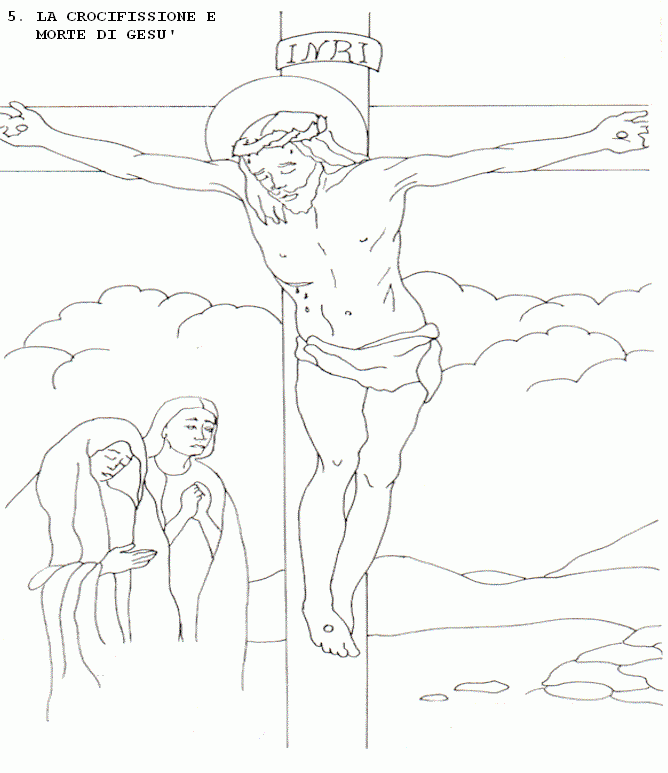 5. LA CROCIFISSIONE E
MORTE DI GESU'
INRI